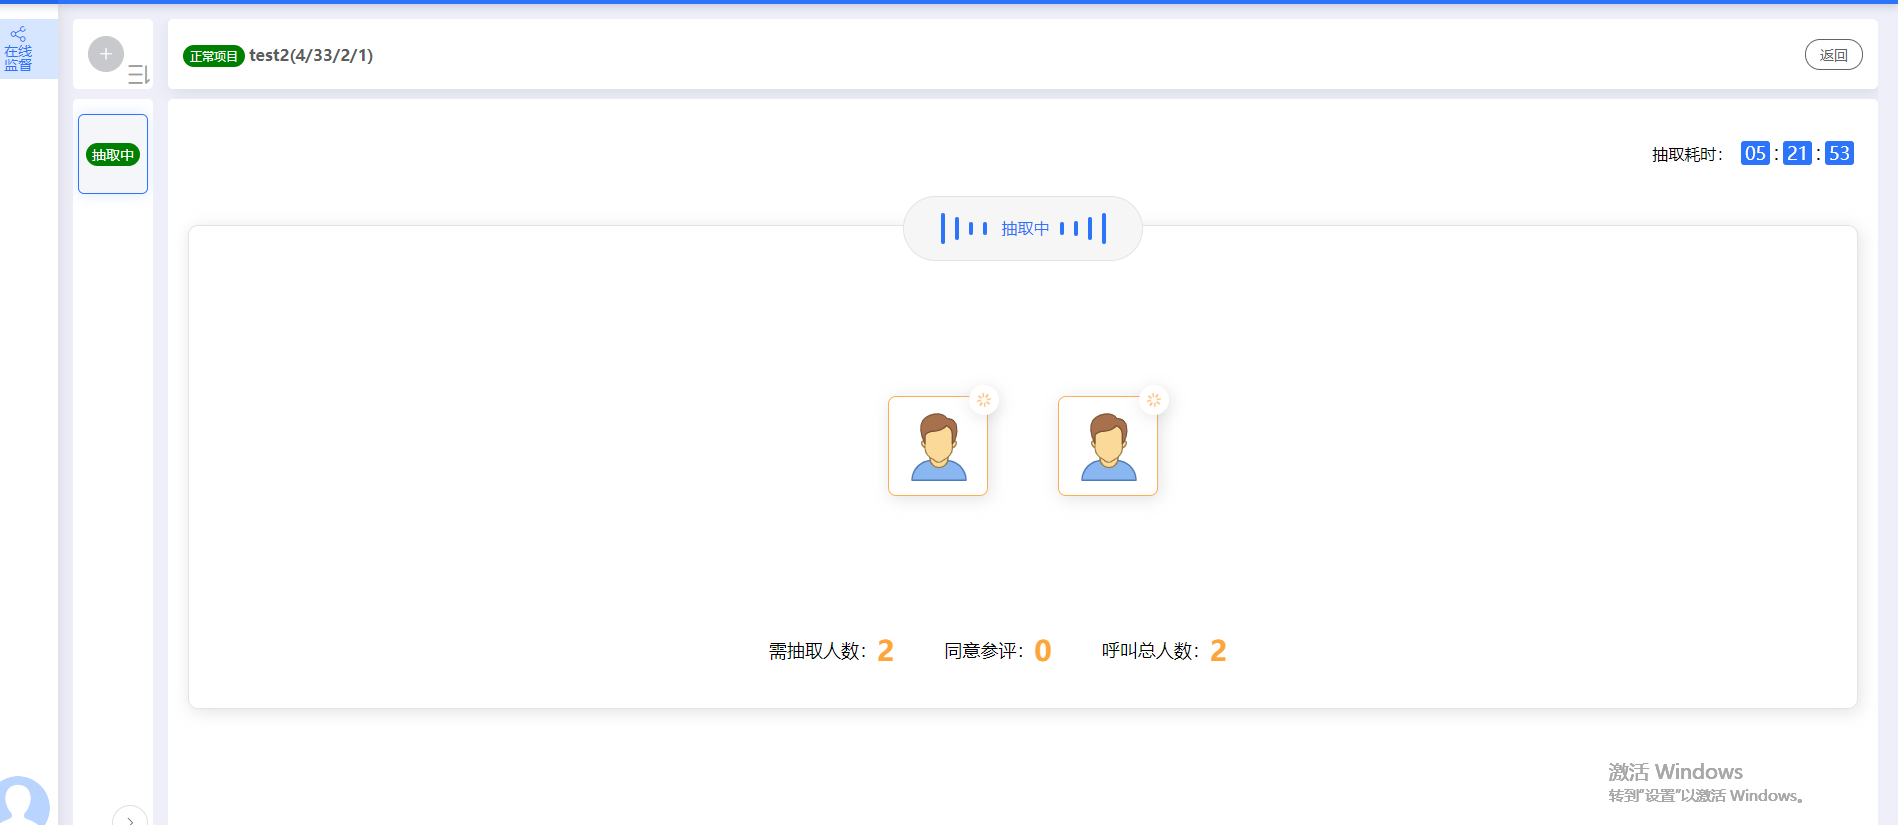 在线
监督
正常项目 test2(4/33/2/1)
返回
抽取中
抽取耗时： 05 : 21 : 53
抽取中
需抽取人数：2 同意参评：0 呼叫总人数：2
激活 Windows
转到"设置"以激活 Windows。